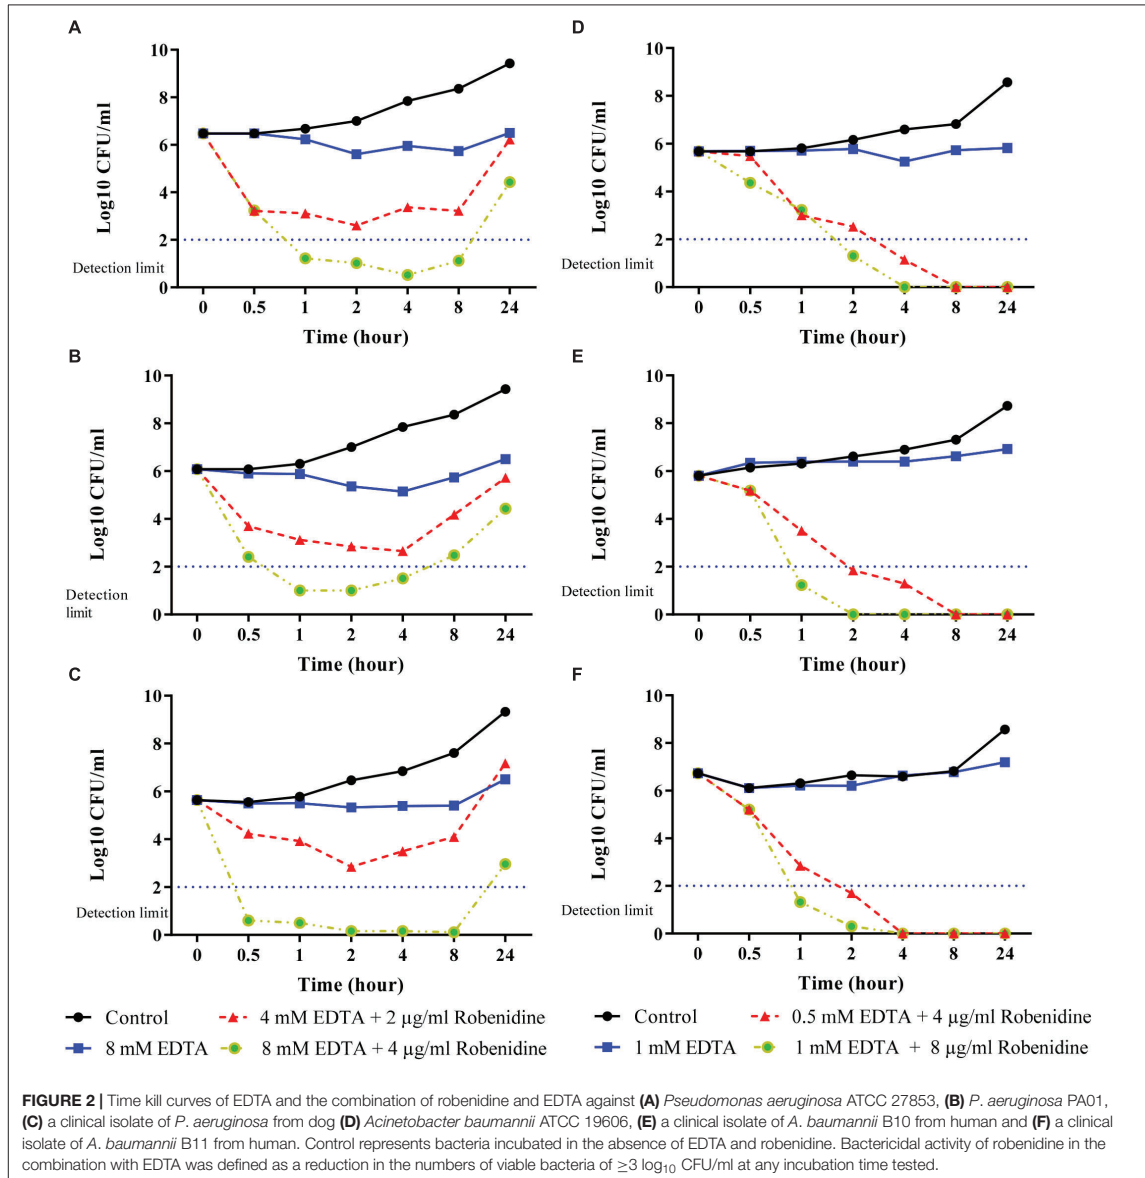 A
10
8
6
4
2
0
Log10 CFU/ml
Detection limit
0 0.5 1 2 4 8 24
Time (hour)
B
10
8
6
4
2
0
Log10 CFU/ml
Detection
limit
0 0.5 1 2 4 8 24
Time (hour)
C
10
8
6
4
2
0
Log10 CFU/ml
Detection limit
0 0.5 1 2 4 8 24
Time (hour)
Control
4 mM EDTA + 2 µg/ml Robenidine
8 mM EDTA
8 mM EDTA + 4 µg/ml Robenidine
D
10
8
6
4
2
0
Log10 CFU/ml
Detection limit
0 0.5 1 2 4 8 24
Time (hour)
E
10
8
6
4
2
0
Log10 CFU/ml
Detection limit
0 0.5 1 2 4 8 24
Time (hour)
F
10
8
6
4
2
0
Log10 CFU/ml
Detection limit
0 0.5 1 2 4 8 24
Time (hour)
Control
0.5 mM EDTA + 4 µg/ml Robenidine
1 mM EDTA
1 mM EDTA + 8 µg/ml Robenidine
FIGURE 2 | Time kill curves of EDTA and the combination of robenidine and EDTA against (A) Pseudomonas aeruginosa ATCC 27853, (B) P. aeruginosa PA01,
(C) a clinical isolate of P. aeruginosa from dog (D) Acinetobacter baumannii ATCC 19606, (E) a clinical isolate of A. baumannii B10 from human and (F) a clinical
isolate of A. baumannii B11 from human. Control represents bacteria incubated in the absence of EDTA and robenidine. Bactericidal activity of robenidine in the
combination with EDTA was defined as a reduction in the numbers of viable bacteria of ≥3 log10 CFU/ml at any incubation time tested.